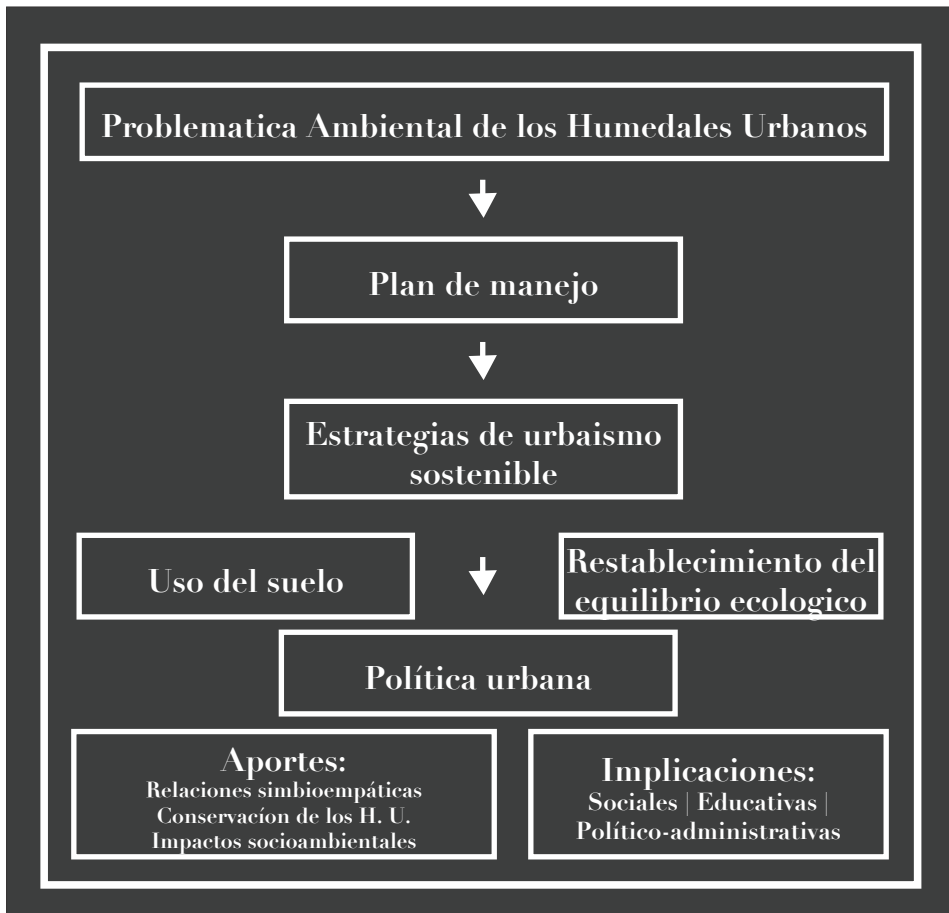 Problematica Ambiental de los Humedales Urbanos
Plan de manejo
Estrategias de urbaismo
sostenible
Uso del suelo
Restablecimiento del
equilibrio ecologico
Política urbana
Aportes:
Relaciones simbioempáticas
Conservacíon de los H. U.
Impactos socioambientales
Implicaciones:
Sociales | Educativas |
Político-administrativas